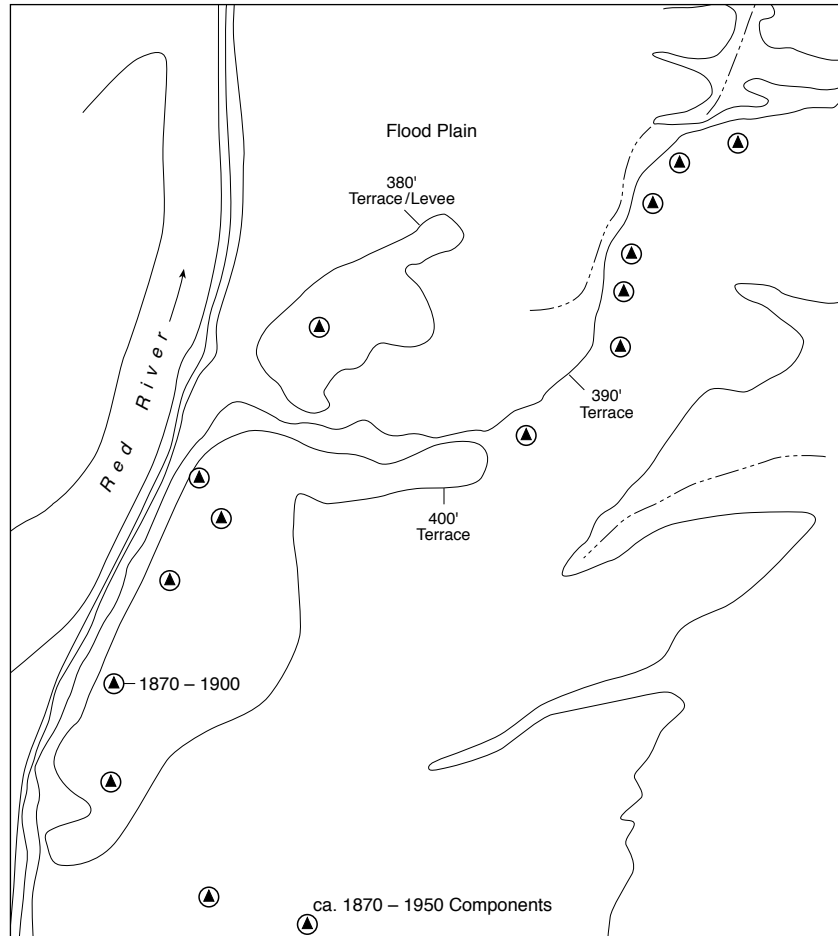 Flood Plain
380'
Terrace/Levee
Red River
390'
Terrace
400'
Terrace
1870 – 1900
ca. 1870 – 1950 Components